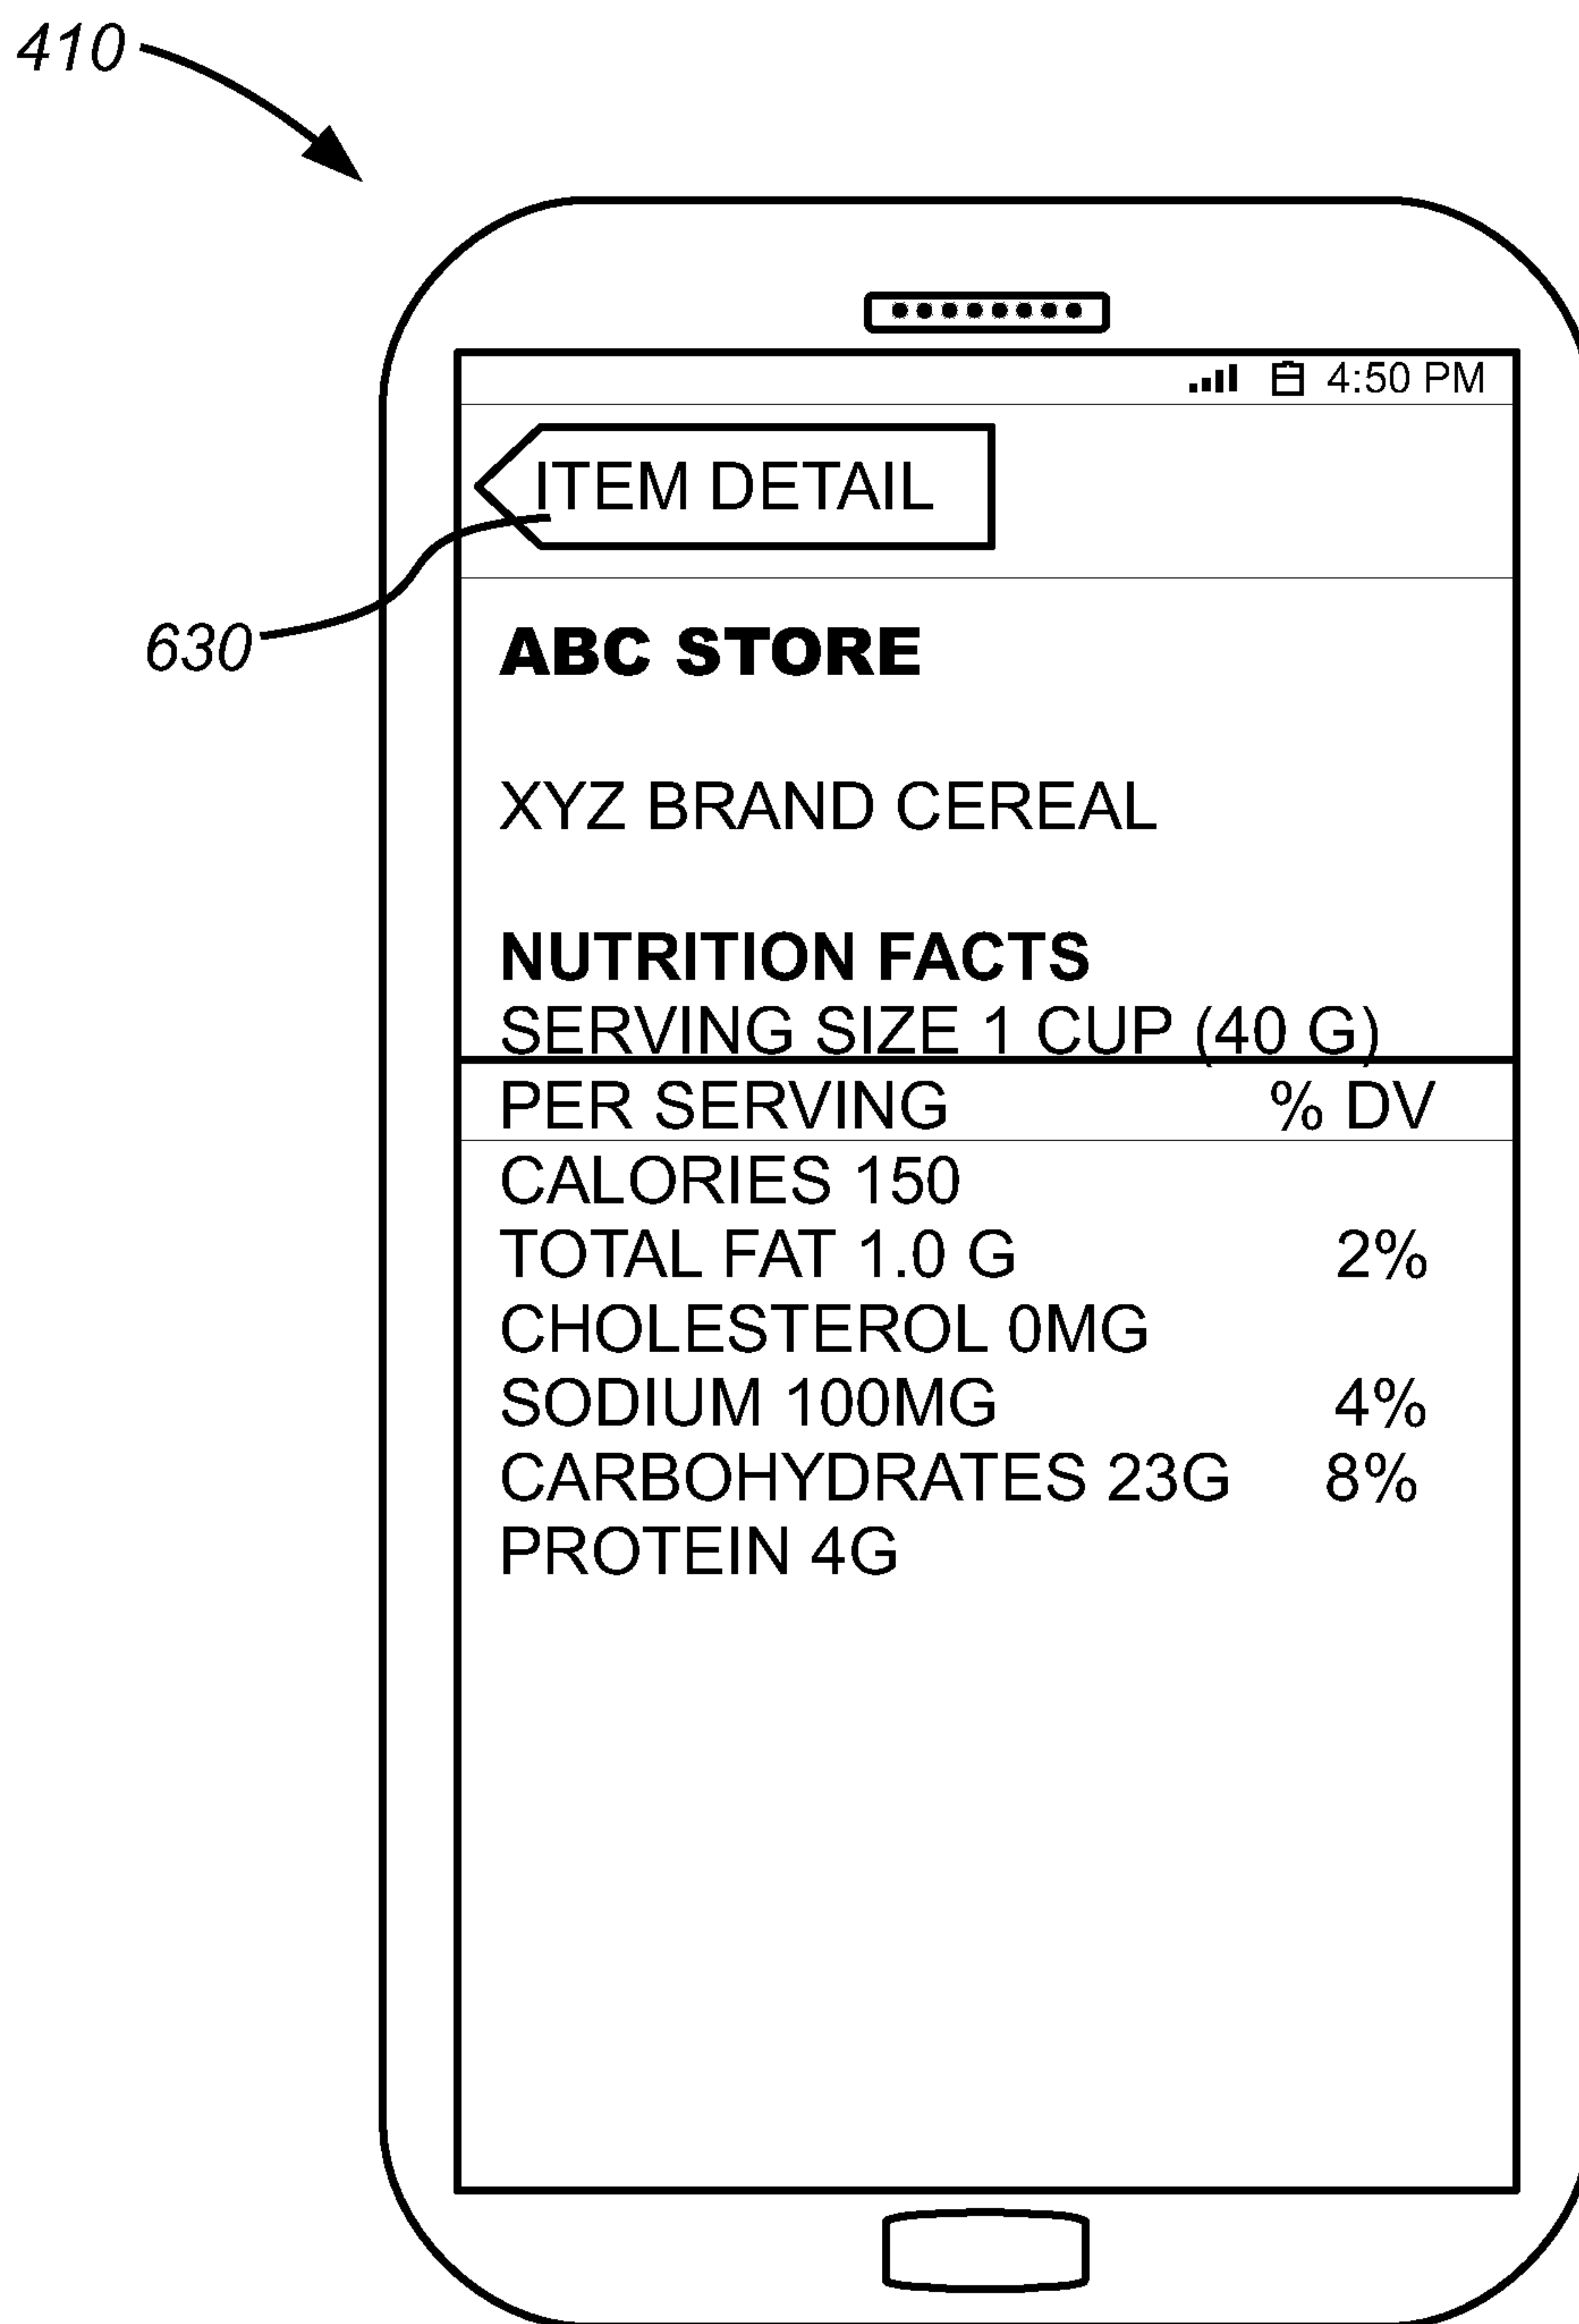 410
4:50 PM
ITEM DETAIL
630
ABC STORE
XYZ BRAND CEREAL
NUTRITION FACTS
SERVING SIZE 1 CUP (40 G)
PER SERVING % DV
CALORIES 150
TOTAL FAT 1.0 G 2%
CHOLESTEROL 0MG
SODIUM 100MG 4%
CARBOHYDRATES 23G 8%
PROTEIN 4G